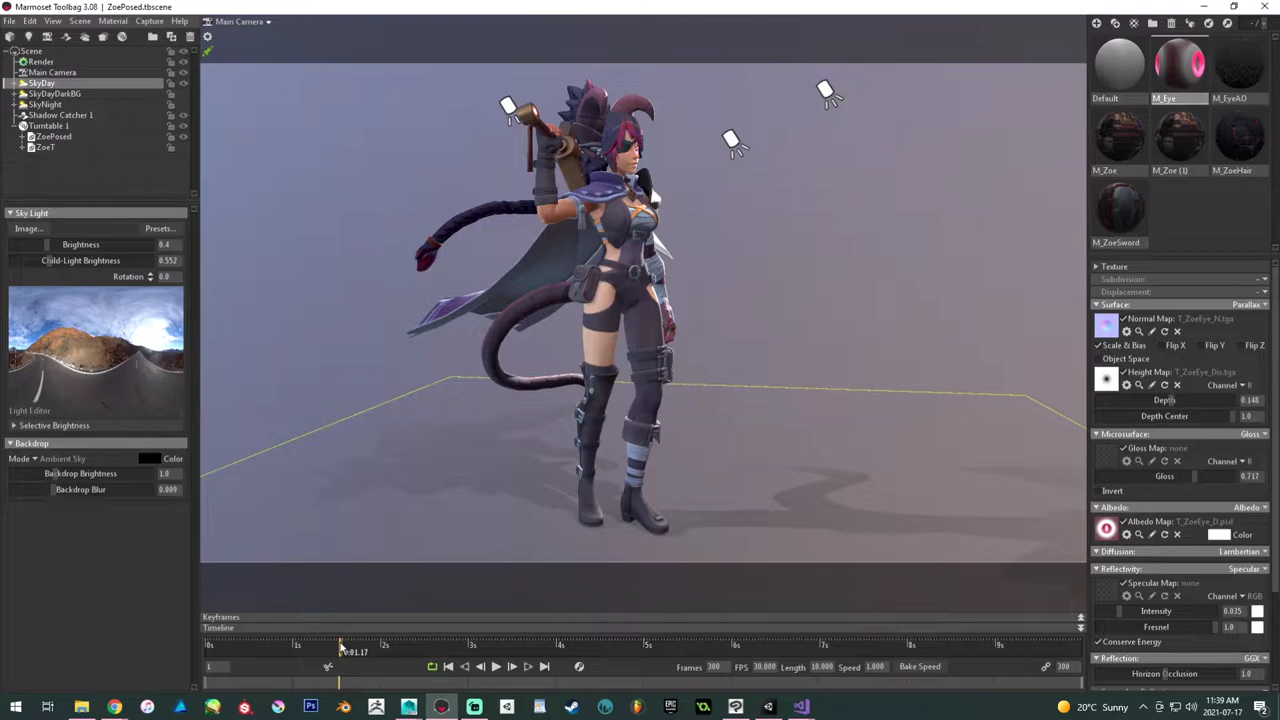 Marmoset Toolbag 3.08 | ZoePosed.tbscene
File Edit View Scene Material Capture Help
Main Camera
Scene
Render
Main Camera
SkyDay
SkyDayDarkBG
SkyNight
Shadow Catcher 1
Turntable 1
ZoePosed
ZoeT
Sky Light
Image... Presets...
Brightness 0.4
Child-Light Brightness 0.552
Rotation 0.0
Light Editor
Selective Brightness
Backdrop
Mode Ambient Sky Color
Backdrop Brightness 1.0
Backdrop Blur 0.009
Keyframes
Timeline
0s 1s 2s 3s 4s 5s 6s 7s 8s 9s
1 Frames 300 FPS 30.000 Length 10.000 Speed 1.000 Bake Speed 300
Default M_Eye M_EyeAO
M_Zoe M_Zoe (1) M_ZoeHair
M_ZoeSword
Texture
Subdivision:
Displacement:
Surface: Parallax
Normal Map: T_ZoeEye_N.tga
Scale & Bias Flip X Flip Y Flip Z
Object Space
Height Map: T_ZoeEye_Dis.tga
Channel R
Depth 0.148
Depth Center 1.0
Microsurface: Gloss
Gloss Map: none
Channel R
Gloss 0.717
Invert
Albedo: Albedo
Albedo Map: T_ZoeEye_D.psd
Color
Diffusion: Lambertian
Reflectivity: Specular
Specular Map: none
Channel RGB
Intensity 0.035
Fresnel 1.0
Conserve Energy
Reflection: GGX
Horizon Occlusion 1.0
20°C Sunny
11:39 AM
2021-07-17